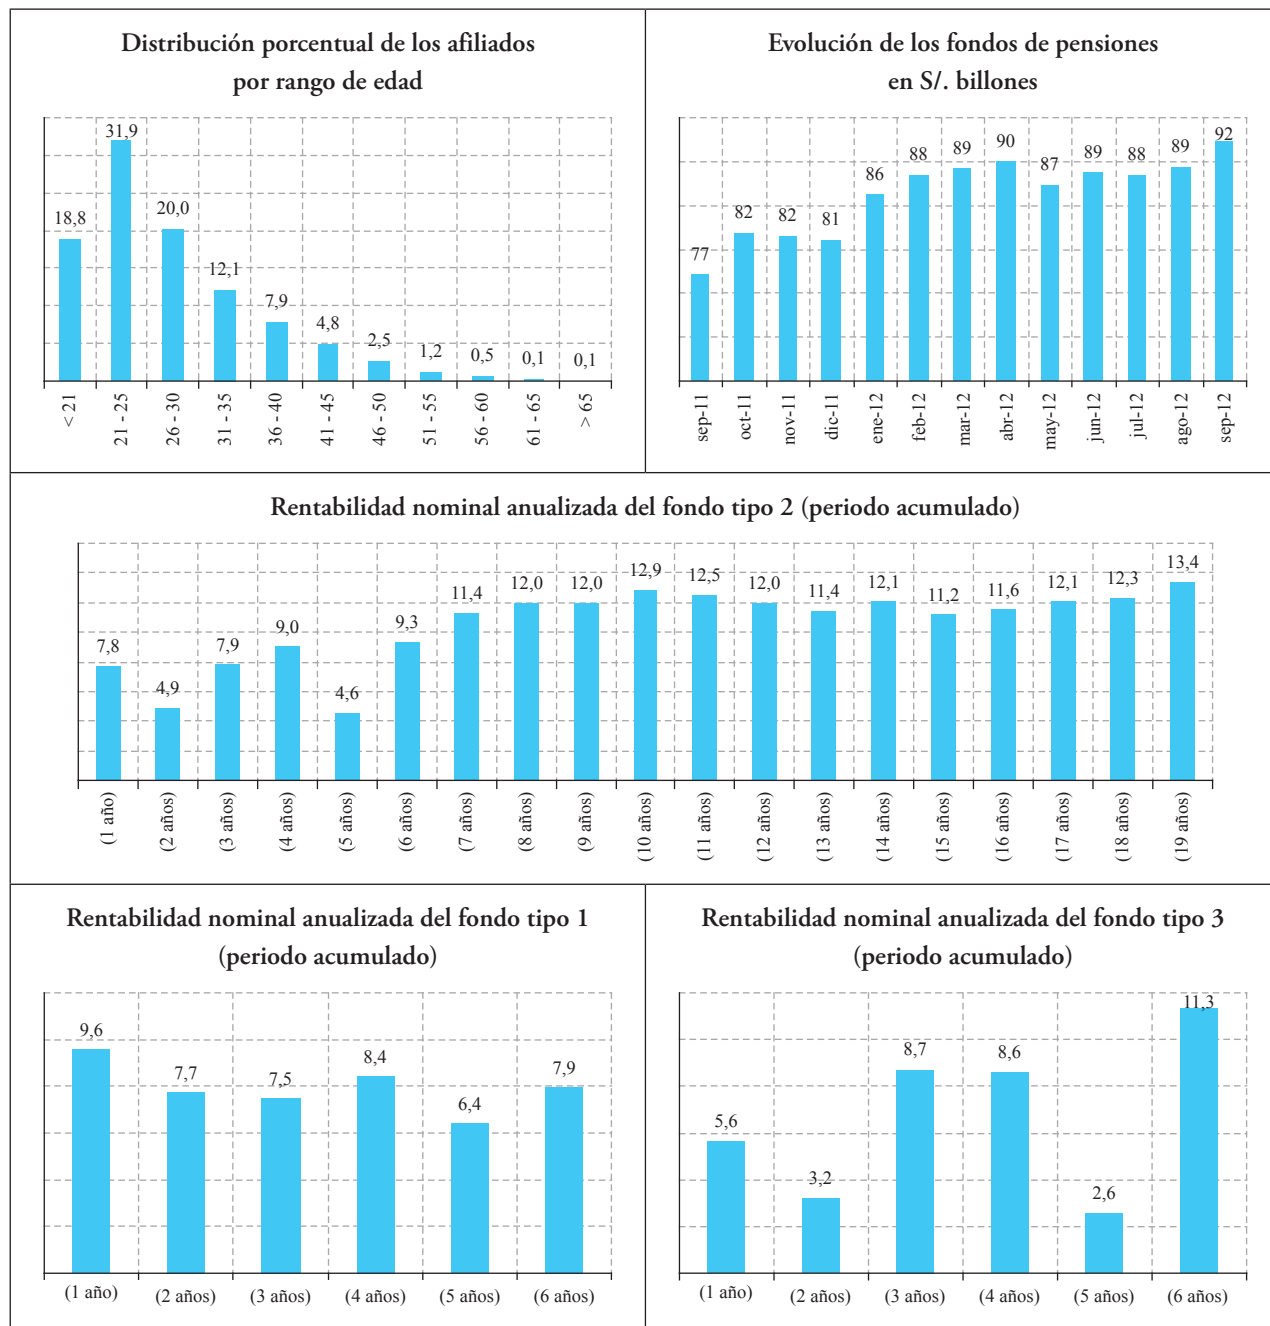 Distribución porcentual de los afiliados
por rango de edad
18,8
31,9
20,0
12,1
7,9
4,8
2,5
1,2
0,5
0,1
0,1
< 21
21 - 25
26 - 30
31 - 35
36 - 40
41 - 45
46 - 50
51 - 55
56 - 60
61 - 65
> 65
Evolución de los fondos de pensiones
en S/. billones
77
82
82
81
86
88
89
90
87
89
88
89
92
sep-11
oct-11
nov-11
dic-11
ene-12
feb-12
mar-12
abr-12
may-12
jun-12
jul-12
ago-12
sep-12
Rentabilidad nominal anualizada del fondo tipo 2 (periodo acumulado)
7,8
4,9
7,9
9,0
4,6
9,3
11,4
12,0
12,0
12,9
12,5
12,0
11,4
12,1
11,2
11,6
12,1
12,3
13,4
(1 año)
(2 años)
(3 años)
(4 años)
(5 años)
(6 años)
(7 años)
(8 años)
(9 años)
(10 años)
(11 años)
(12 años)
(13 años)
(14 años)
(15 años)
(16 años)
(17 años)
(18 años)
(19 años)
Rentabilidad nominal anualizada del fondo tipo 1
(periodo acumulado)
9,6
7,7
7,5
8,4
6,4
7,9
(1 año)
(2 años)
(3 años)
(4 años)
(5 años)
(6 años)
Rentabilidad nominal anualizada del fondo tipo 3
(periodo acumulado)
5,6
3,2
8,7
8,6
2,6
11,3
(1 año)
(2 años)
(3 años)
(4 años)
(5 años)
(6 años)